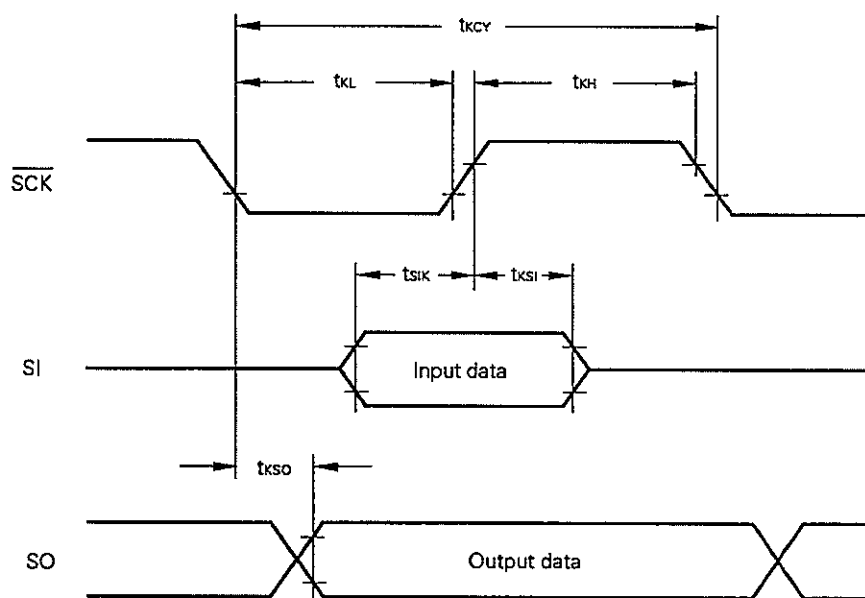 tKCY
tKL
tKH
SCK
tSIK
tKSI
SI
Input data
tKSO
SO
Output data